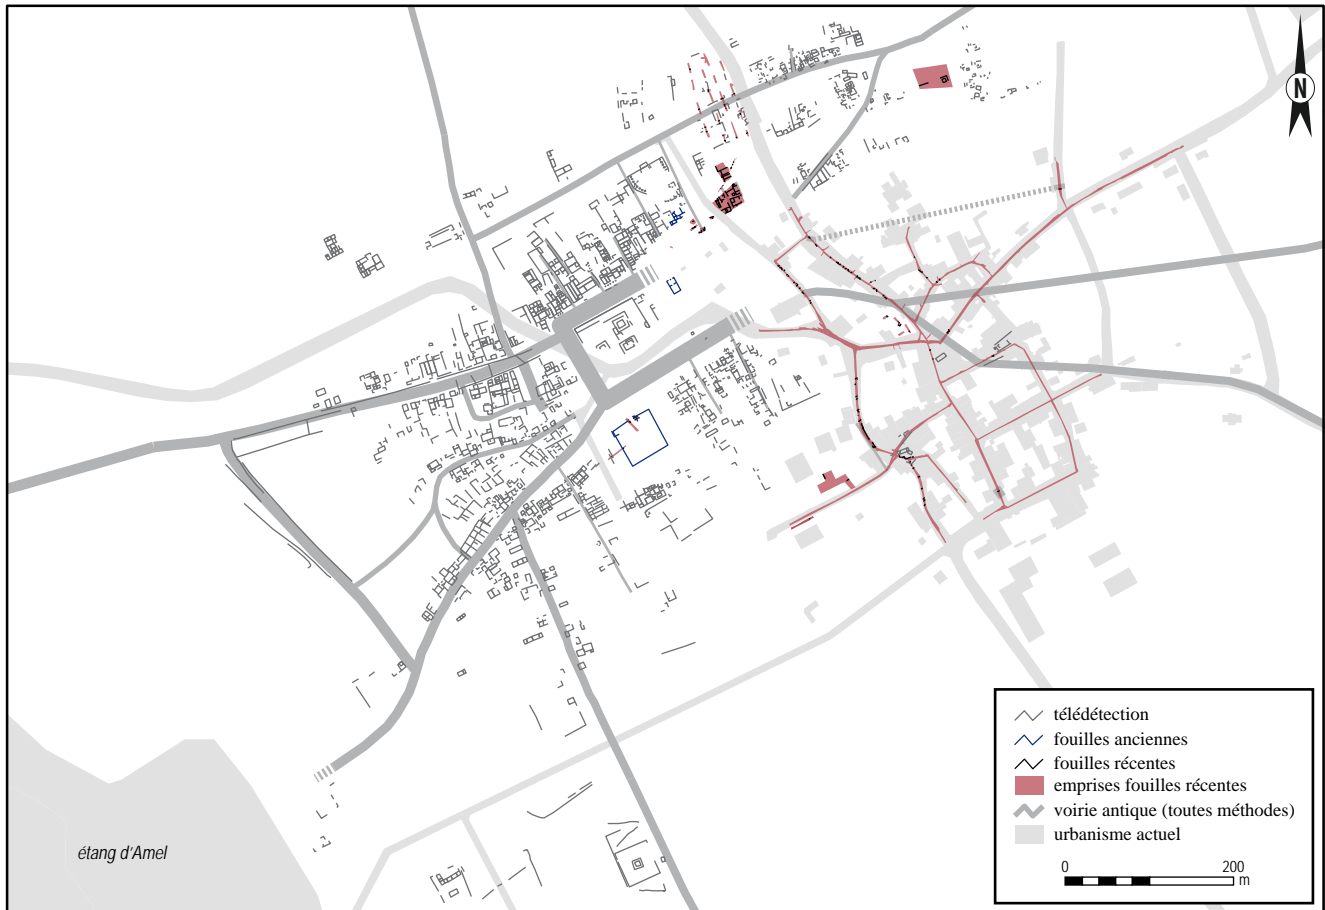 N
télédétection
fouilles anciennes
fouilles récentes
emprises fouilles récentes
voirie antique (toutes méthodes)
urbanisme actuel
0 200
m
étang d'Amel